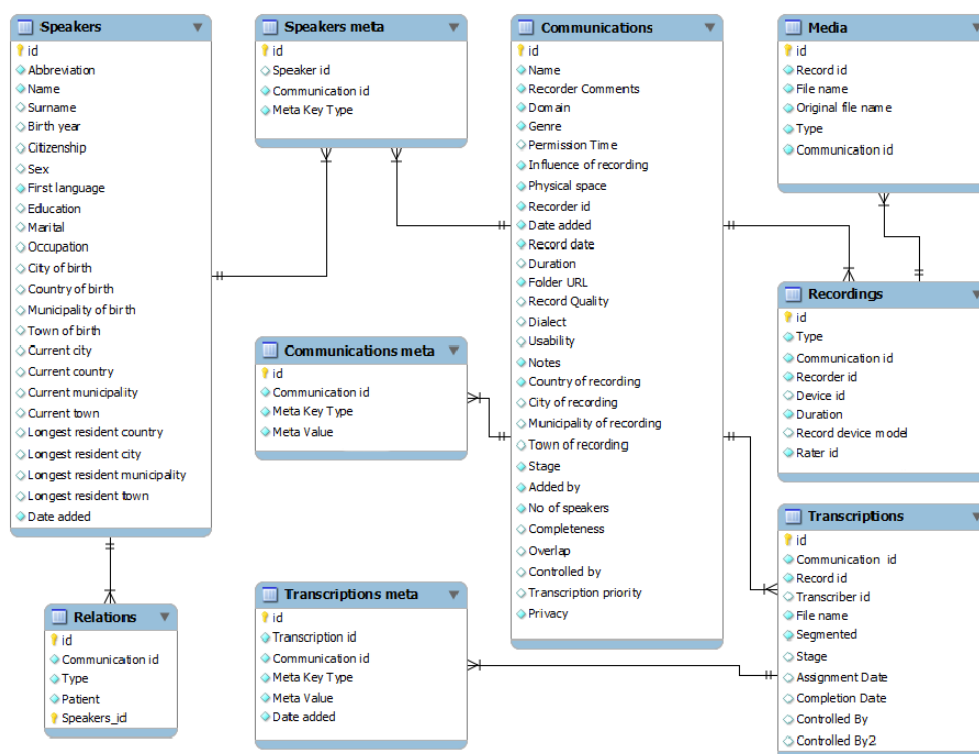 Speakers
id
Abbreviation
Name
Surname
Birth year
Citizenship
Sex
First language
Education
Marital
Occupation
City of birth
Country of birth
Municipality of birth
Town of birth
Current city
Current country
Current municipality
Current town
Longest resident country
Longest resident city
Longest resident municipality
Longest resident town
Date added
Speakers meta
id
Speaker id
Communication id
Meta Key Type
Communications
id
Name
Recorder Comments
Domain
Genre
Permission Time
Influence of recording
Physical space
Recorder id
Date added
Record date
Duration
Folder URL
Record Quality
Dialect
Usability
Notes
Country of recording
City of recording
Municipality of recording
Town of recording
Stage
Added by
No of speakers
Completeness
Overlap
Controlled by
Transcription priority
Privacy
Media
id
Record id
File name
Original file name
Type
Communication id
Recordings
id
Type
Communication id
Recorder id
Device id
Duration
Record device model
Rater id
Communications meta
id
Communication id
Meta Key Type
Meta Value
Transcriptions
id
Communication id
Record id
Transcriber id
File name
Segmented
Stage
Assignment Date
Completion Date
Controlled By
Controlled By2
Transcriptions meta
id
Transcription id
Communication id
Meta Key Type
Meta Value
Date added
Relations
id
Communication id
Type
Patient
Speakers_id